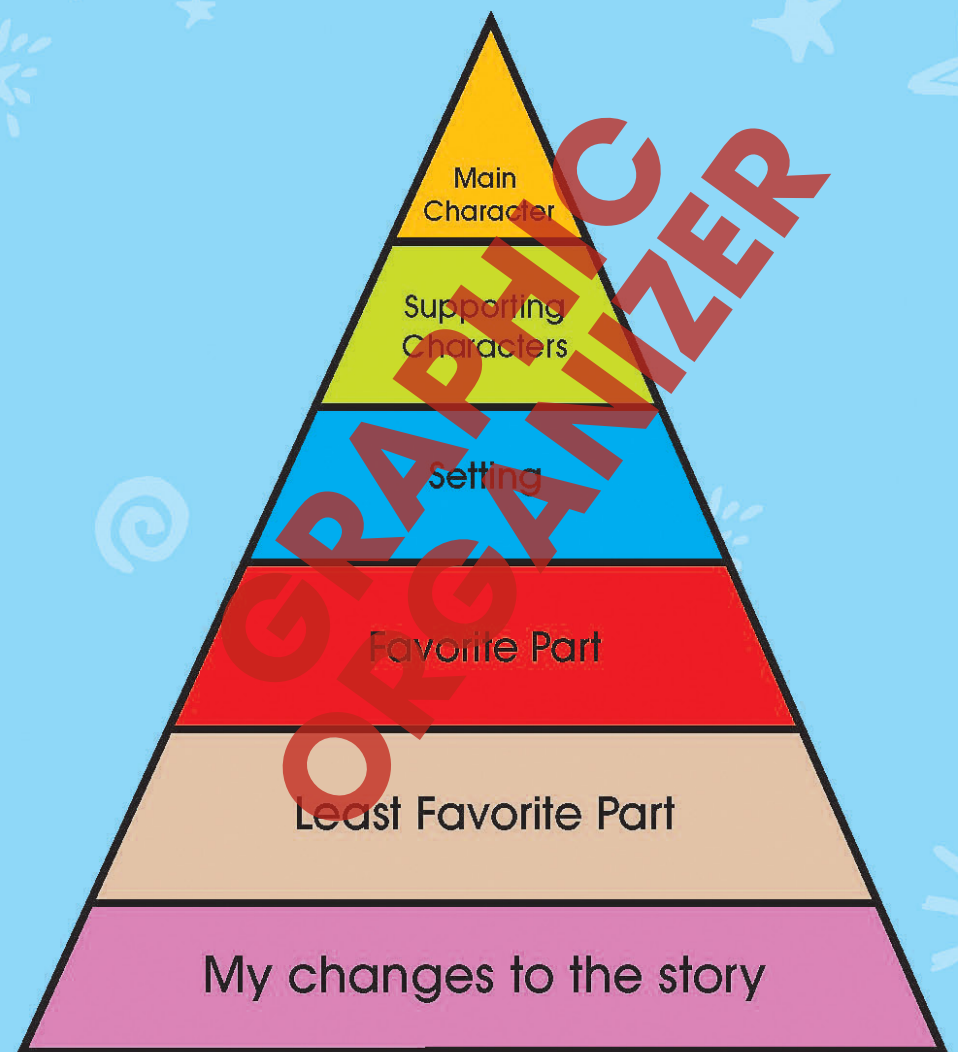 Main
Character
Supporting
Characters
Setting
Favorite Part
Least Favorite Part
My changes to the story
GRAPHIC
ORGANIZER